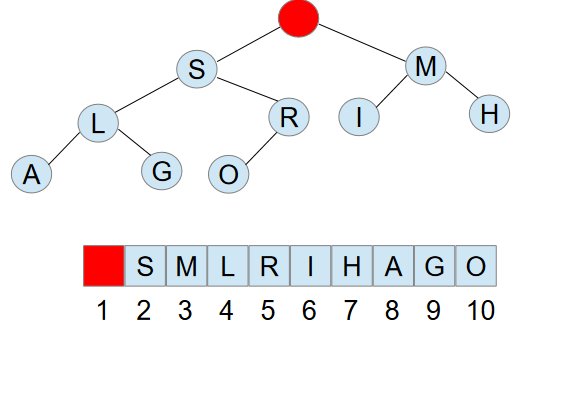 S M
L R I H
A G O
S M L R I H A G O
1 2 3 4 5 6 7 8 9 10